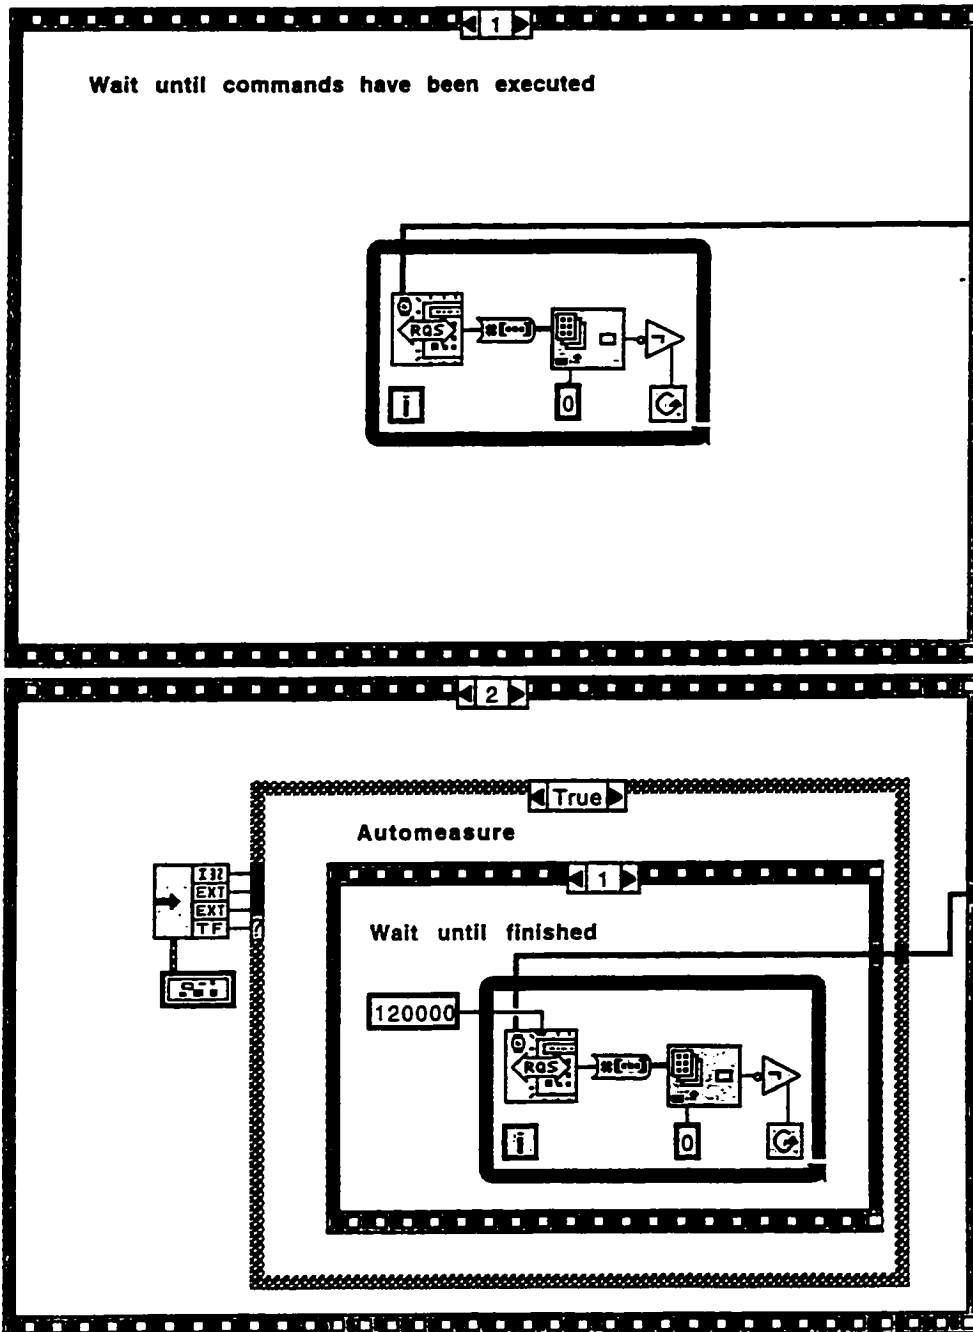 1
Wait until commands have been executed
RQS
#[•••]
i
0
2
True
Automeasure
1
I32
EXT
EXT
TF
?
Wait until finished
120000
RQS
#[•••]
i
0